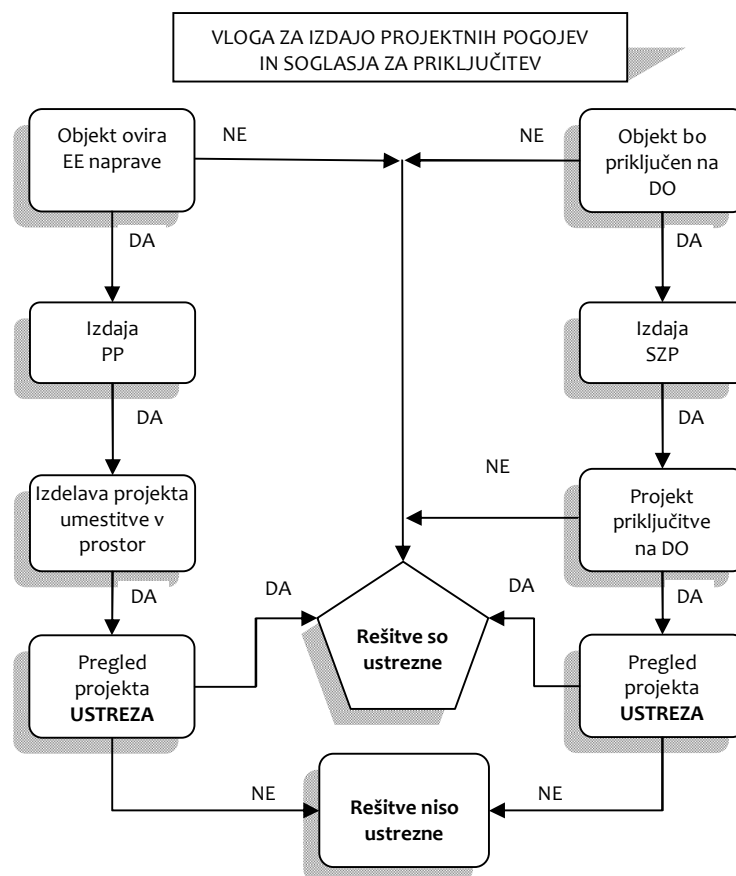 VLOGA ZA IZDAJO PROJEKTNIH POGOJEV
IN SOGLASJA ZA PRIKLJUČITEV
Objekt ovira
EE naprave
NE
NE
Objekt bo
priključen na
DO
DA
DA
Izdaja
PP
Izdaja
SZP
DA
DA
NE
Izdelava projekta
umestitve v
prostor
Projekt
priključitve
na DO
DA
DA
DA
DA
Rešitve so
ustrezne
Pregled
projekta
USTREZA
Pregled
projekta
USTREZA
NE
NE
Rešitve niso
ustrezne